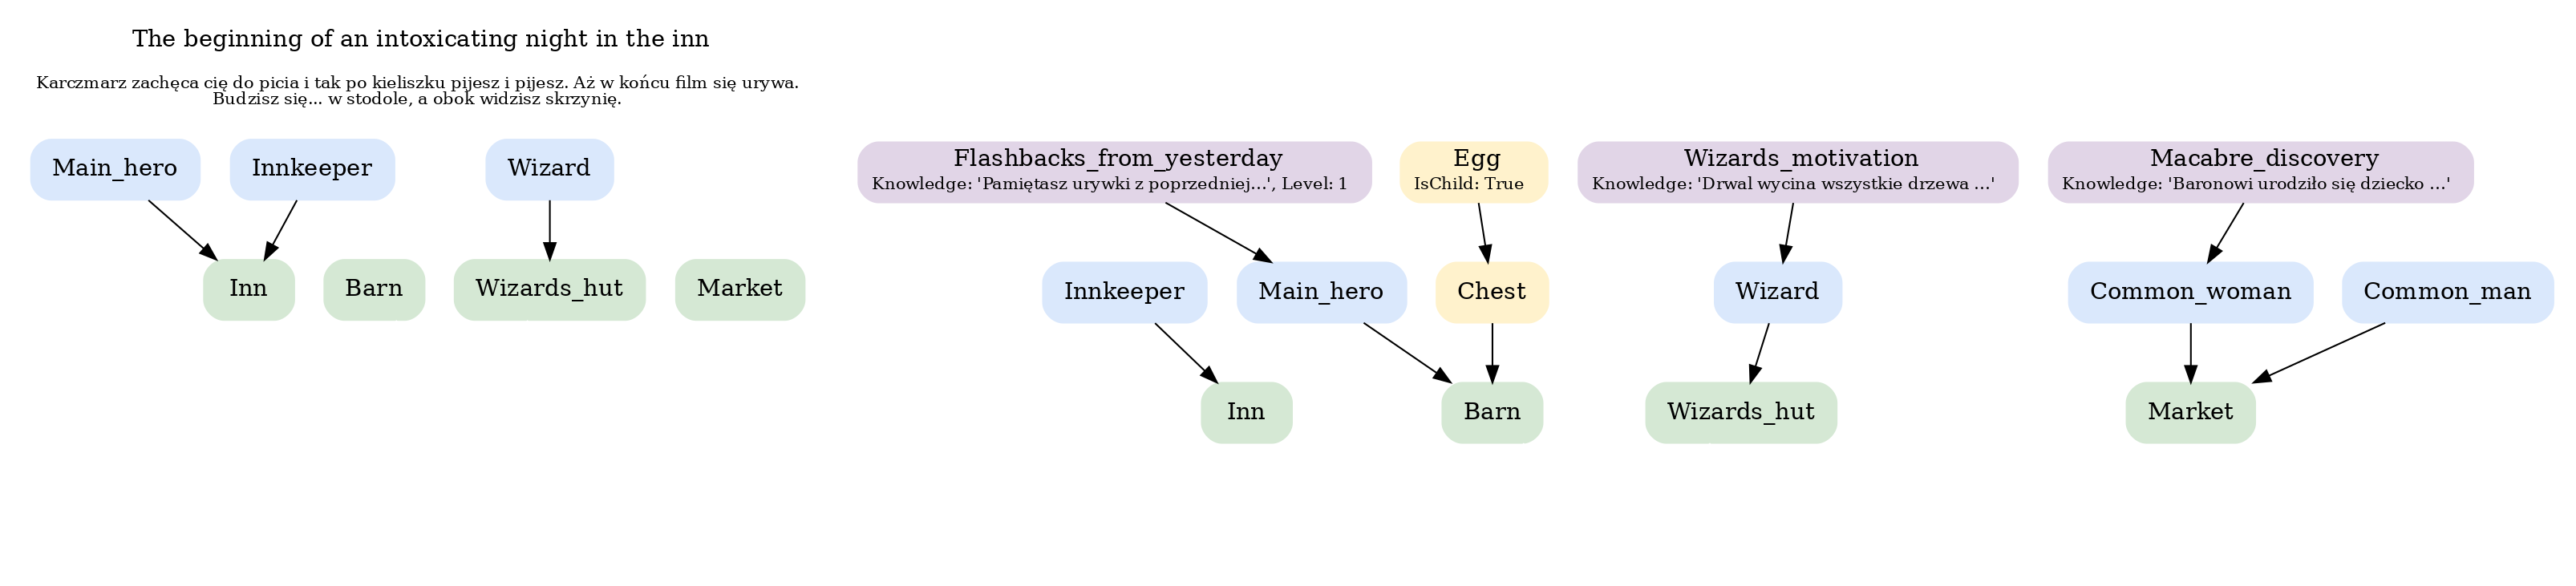 The beginning of an intoxicating night in the inn
Karczmarz zachęca cię do picia i tak po kieliszku pijesz i pijesz. Aż w końcu film się urywa.
Budzisz się... w stodole, a obok widzisz skrzynię.
Main_hero
Innkeeper
Wizard
Inn
Barn
Wizards_hut
Market
Flashbacks_from_yesterday
Knowledge: 'Pamiętasz urywki z poprzedniej...', Level: 1
Egg
IsChild: True
Wizards_motivation
Knowledge: 'Drwal wycina wszystkie drzewa ...'
Macabre_discovery
Knowledge: 'Baronowi urodziło się dziecko ...'
Innkeeper
Main_hero
Chest
Wizard
Common_woman
Common_man
Inn
Barn
Wizards_hut
Market